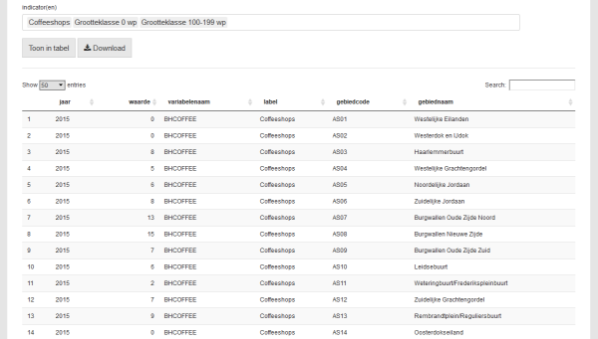 Indicator(en)
Coffeeshops Grootteklasse 0 wp Grootteklasse 100-199 wp
Toon in tabel Download
Show 50 entries Search:
jaar waarde variabelenaam label gebiedcode gebiednaam
1 2015 0 BHCOFFEE Coffeeshops AS01 Westelijke Eilanden
2 2015 0 BHCOFFEE Coffeeshops AS02 Westerdok en IJdok
3 2015 8 BHCOFFEE Coffeeshops AS03 Haarlemmerbuurt
4 2015 5 BHCOFFEE Coffeeshops AS04 Westelijke Grachtengordel
5 2015 6 BHCOFFEE Coffeeshops AS05 Noordelijke Jordaan
6 2015 8 BHCOFFEE Coffeeshops AS06 Zuidelijke Jordaan
7 2015 13 BHCOFFEE Coffeeshops AS07 Burgwallen Oude Zijde Noord
8 2015 15 BHCOFFEE Coffeeshops AS08 Burgwallen Nieuwe Zijde
9 2015 7 BHCOFFEE Coffeeshops AS09 Burgwallen Oude Zijde Zuid
10 2015 6 BHCOFFEE Coffeeshops AS10 Leidsebuurt
11 2015 2 BHCOFFEE Coffeeshops AS11 Weteringbuurt/Frederikspleinbuurt
12 2015 7 BHCOFFEE Coffeeshops AS12 Zuidelijke Grachtengordel
13 2015 9 BHCOFFEE Coffeeshops AS13 Rembrandtplein/Reguliersbuurt
14 2015 0 BHCOFFEE Coffeeshops AS14 Oosterdokseiland